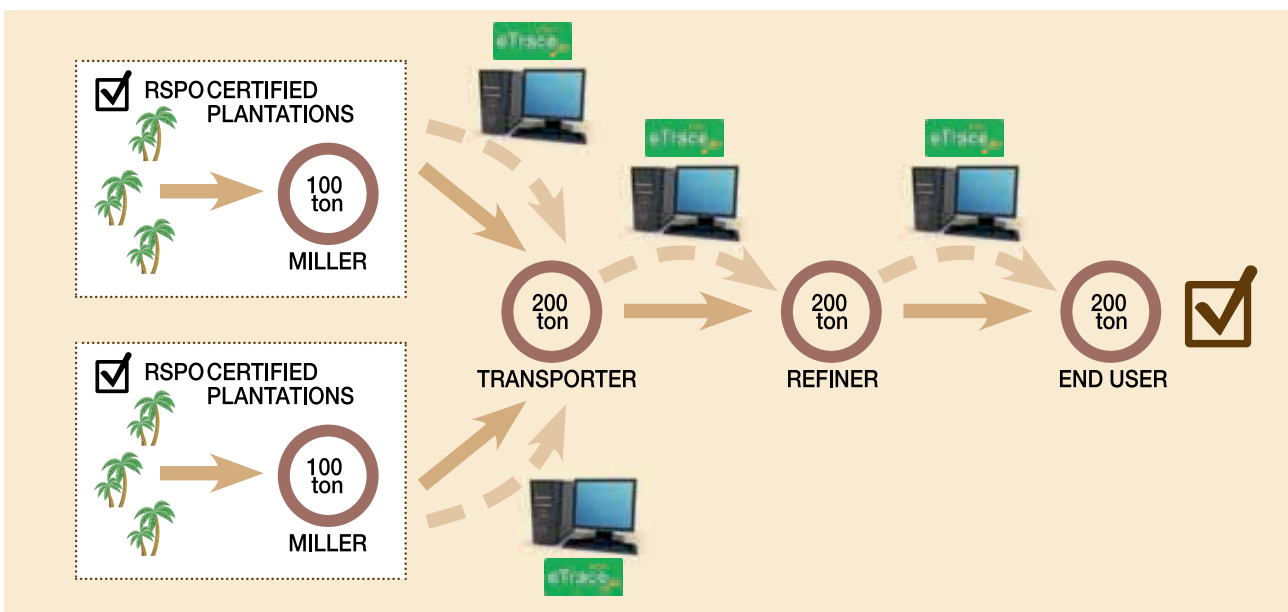 eTrace
RSPO CERTIFIED
PLANTATIONS
100
ton
MILLER
eTrace
eTrace
200
ton
TRANSPORTER
200
ton
REFINER
200
ton
END USER
RSPO CERTIFIED
PLANTATIONS
100
ton
MILLER
eTrace